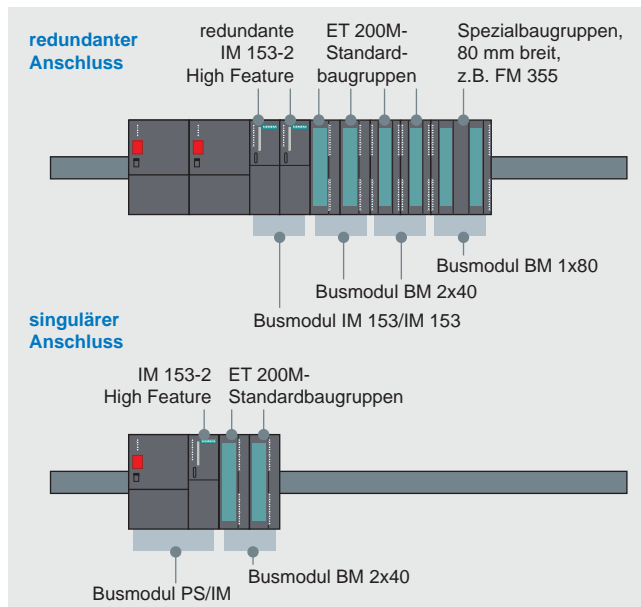 redundanter
Anschluss
redundante
IM 153-2
High Feature
ET 200M-
Standard-
baugruppen
Spezialbaugruppen,
80 mm breit,
z.B. FM 355
Busmodul BM 1x80
Busmodul BM 2x40
Busmodul IM 153/IM 153
singulärer
Anschluss
IM 153-2
High Feature
ET 200M-
Standardbaugruppen
Busmodul BM 2x40
Busmodul PS/IM